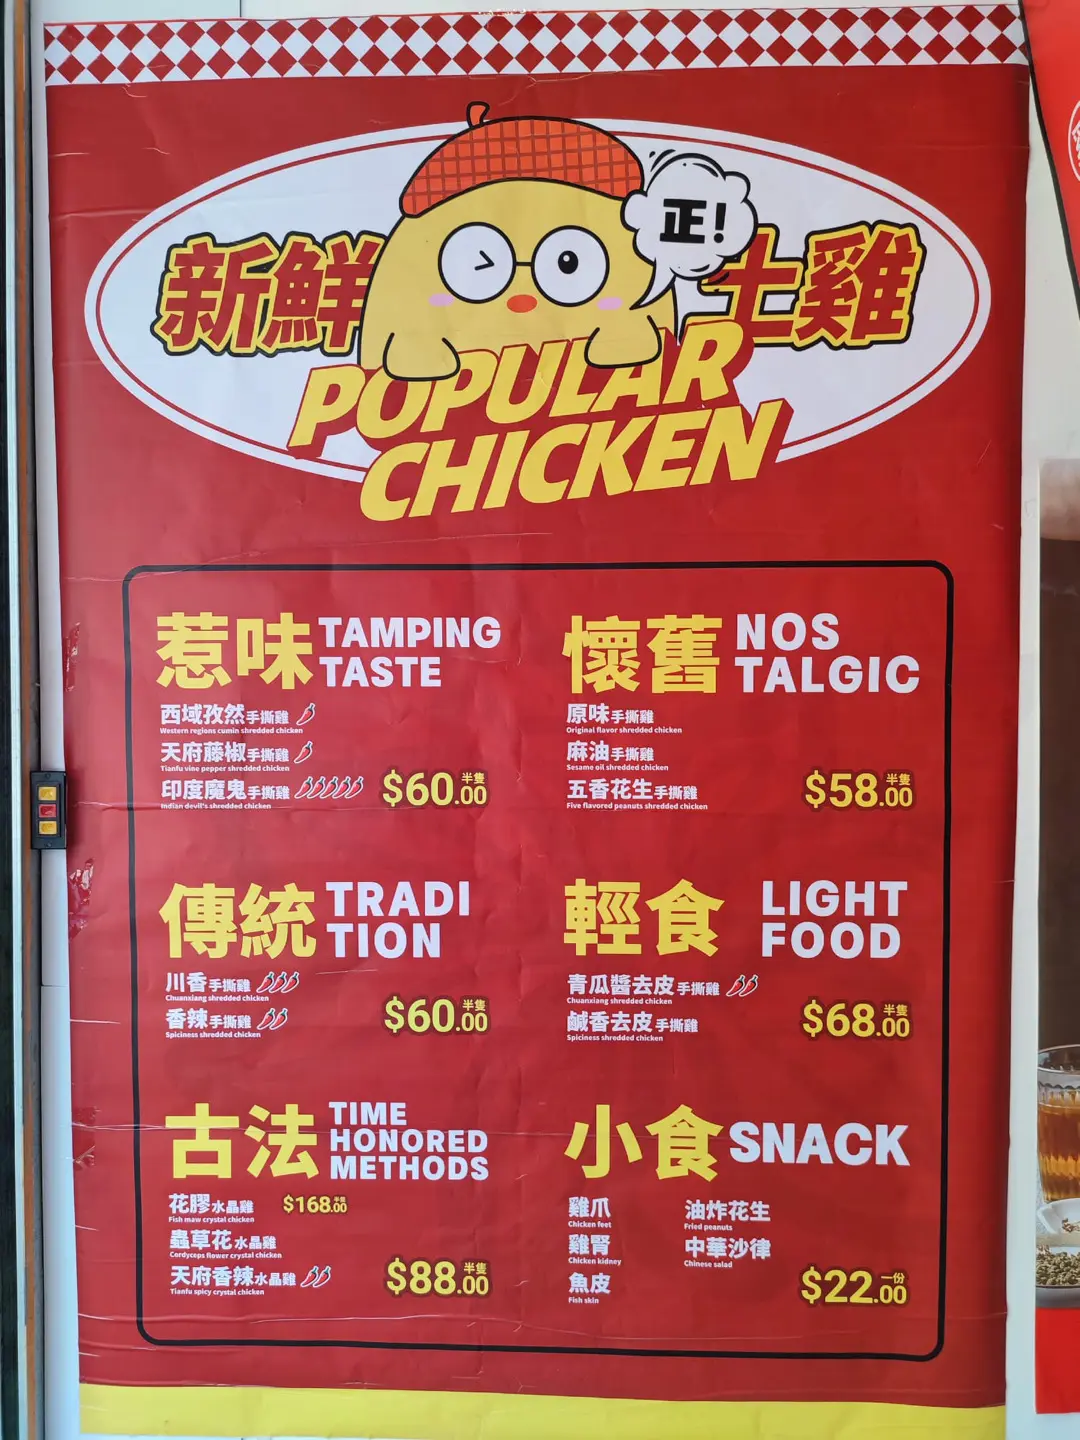 正!
新鮮 土雞
POPULAR
CHICKEN
惹味 TAMPING
TASTE
西域孜然手撕雞
Western regions cumin shredded chicken
天府藤椒手撕雞
Tianfu vine pepper shredded chicken
印度魔鬼手撕雞
Indian devil's shredded chicken
$60.00 半隻
懷舊 NOS
TALGIC
原味手撕雞
Original flavor shredded chicken
麻油手撕雞
Sesame oil shredded chicken
五香花生手撕雞
Five flavored peanuts shredded chicken
$58.00 半隻
傳統 TRADI
TION
川香手撕雞
Chuanxiang shredded chicken
香辣手撕雞
Spiciness shredded chicken
$60.00 半隻
輕食 LIGHT
FOOD
青瓜醬去皮手撕雞
Chuanxiang shredded chicken
鹹香去皮手撕雞
Spiciness shredded chicken
$68.00 半隻
古法 TIME
HONORED
METHODS
花膠水晶雞 $168.00 半隻
Fish maw crystal chicken
蟲草花水晶雞
Cordyceps flower crystal chicken
天府香辣水晶雞
Tianfu spicy crystal chicken
$88.00 半隻
小食 SNACK
雞爪
Chicken feet
雞腎
Chicken kidney
魚皮
Fish skin
油炸花生
Fried peanuts
中華沙律
Chinese salad
$22.00 一份